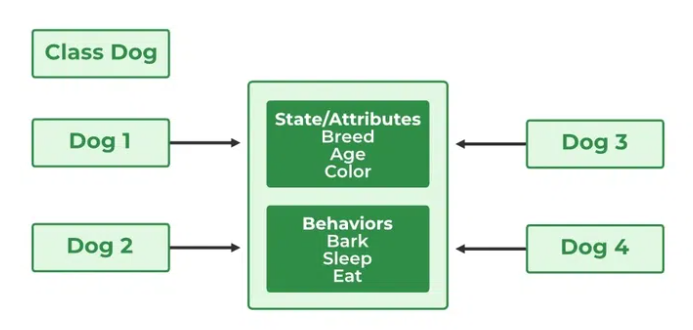 Class Dog
Dog 1
Dog 2
State/Attributes
Breed
Age
Color
Behaviors
Bark
Sleep
Eat
Dog 3
Dog 4